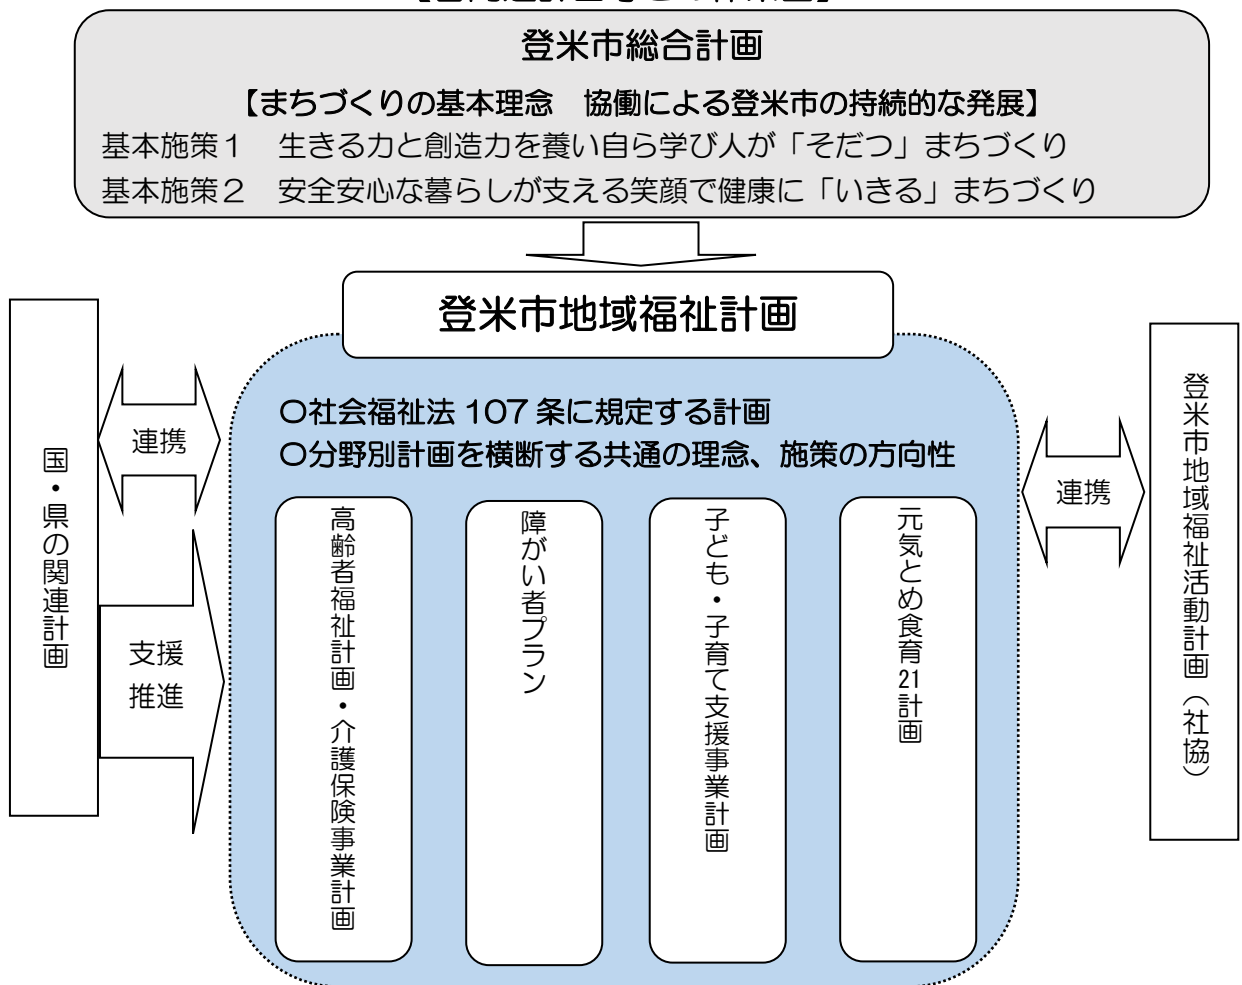 登米市総合計画
【まちづくりの基本理念　協働による登米市の持続的な発展】
基本施策１　生きる力と創造力を養い自ら学び人が「そだつ」まちづくり
基本施策２　安全安心な暮らしが支える笑顔で健康に「いきる」まちづくり
登米市地域福祉計画
〇社会福祉法 107 条に規定する計画
〇分野別計画を横断する共通の理念、施策の方向性
国・県の関連計画
連携
支援
推進
高齢者福祉計画・介護保険事業計画
障がい者プラン
子ども・子育て支援事業計画
元気とめ食育21計画
連携
登米市地域福祉活動計画（社協）